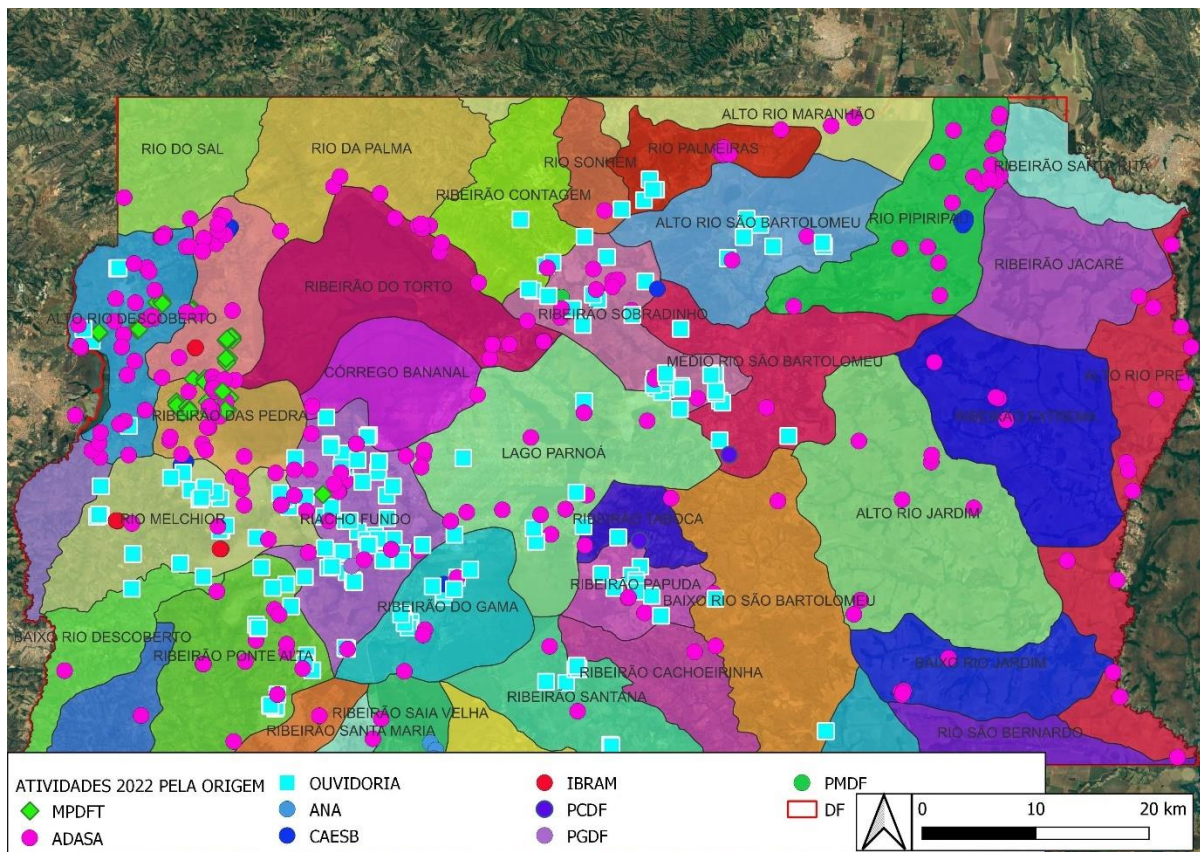 ALTO RIO MARANHÃO
RIO DO SAL
RIO DA PALMA
RIO SONHÉM
RIO PALMEIRAS
RIBEIRÃO SANTA RITA
RIBEIRÃO CONTAGEM
ALTO RIO SÃO BARTOLOMEU
RIO PIPIRIPAU
RIBEIRÃO JACARÉ
RIBEIRÃO DO TORTO
ALTO RIO DESCOBERTO
RIBEIRÃO SOBRADINHO
MÉDIO RIO SÃO BARTOLOMEU
CÓRREGO BANANAL
ALTO RIO PRE
RIBEIRÃO DAS PEDRA
LAGO PARNOÁ
RIO MELCHIOR
RIACHO FUNDO
RIBEIRÃO TABOCA
ALTO RIO JARDIM
RIBEIRÃO PAPUDA
RIBEIRÃO DO GAMA
BAIXO RIO SÃO BARTOLOMEU
BAIXO RIO DESCOBERTO
RIBEIRÃO PONTE ALTA
BAIXO RIO JARDIM
RIBEIRÃO CACHOEIRINHA
RIBEIRÃO SANTANA
RIBEIRÃO SAIA VELHA
RIBEIRÃO SANTA MARIA
RIO SÃO BERNARDO
ATIVIDADES 2022 PELA ORIGEM
MPDFT
ADASA
OUVIDORIA
ANA
CAESB
IBRAM
PCDF
PGDF
PMDF
DF
0 10 20 km